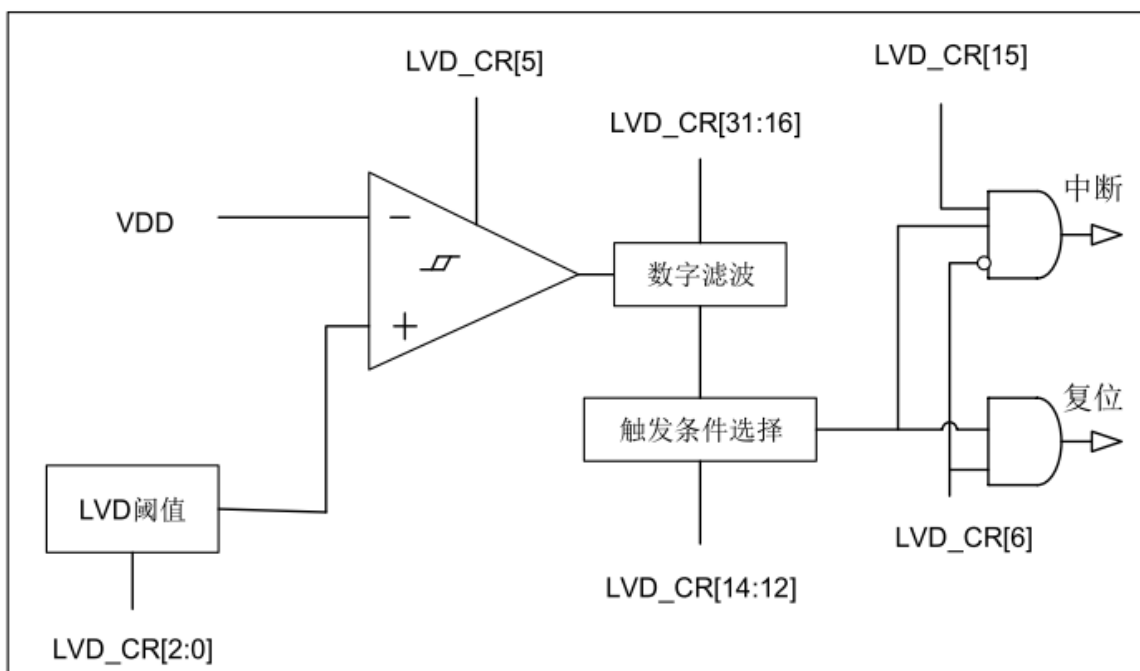 LVD_CR[5]
LVD_CR[15]
LVD_CR[31:16]
中断
VDD
−
数字滤波
+
复位
触发条件选择
LVD阈值
LVD_CR[6]
LVD_CR[14:12]
LVD_CR[2:0]